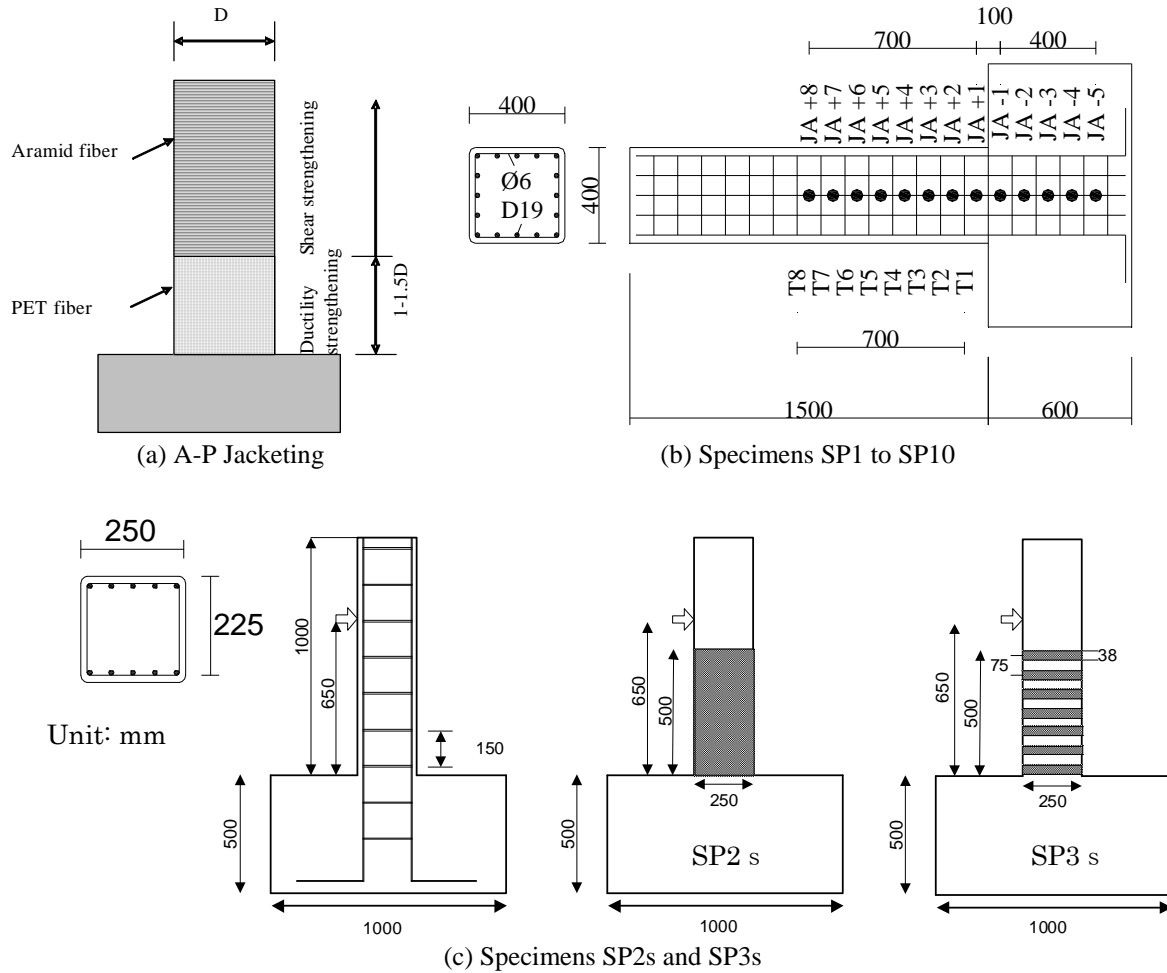 D
Aramid fiber
PET fiber
Shear strengthening
Ductility
strengthening
1-1.5D
(a) A-P Jacketing
100
700
400
JA +8
JA +7
JA +6
JA +5
JA +4
JA +3
JA +2
JA +1
JA -1
JA -2
JA -3
JA -4
JA -5
400
Ø6
D19
400
T8
T7
T6
T5
T4
T3
T2
T1
700
1500
600
(b) Specimens SP1 to SP10
250
225
Unit: mm
1000
650
150
500
1000
650
500
250
500
SP2 s
1000
75
38
650
500
250
500
SP3 s
1000
(c) Specimens SP2s and SP3s